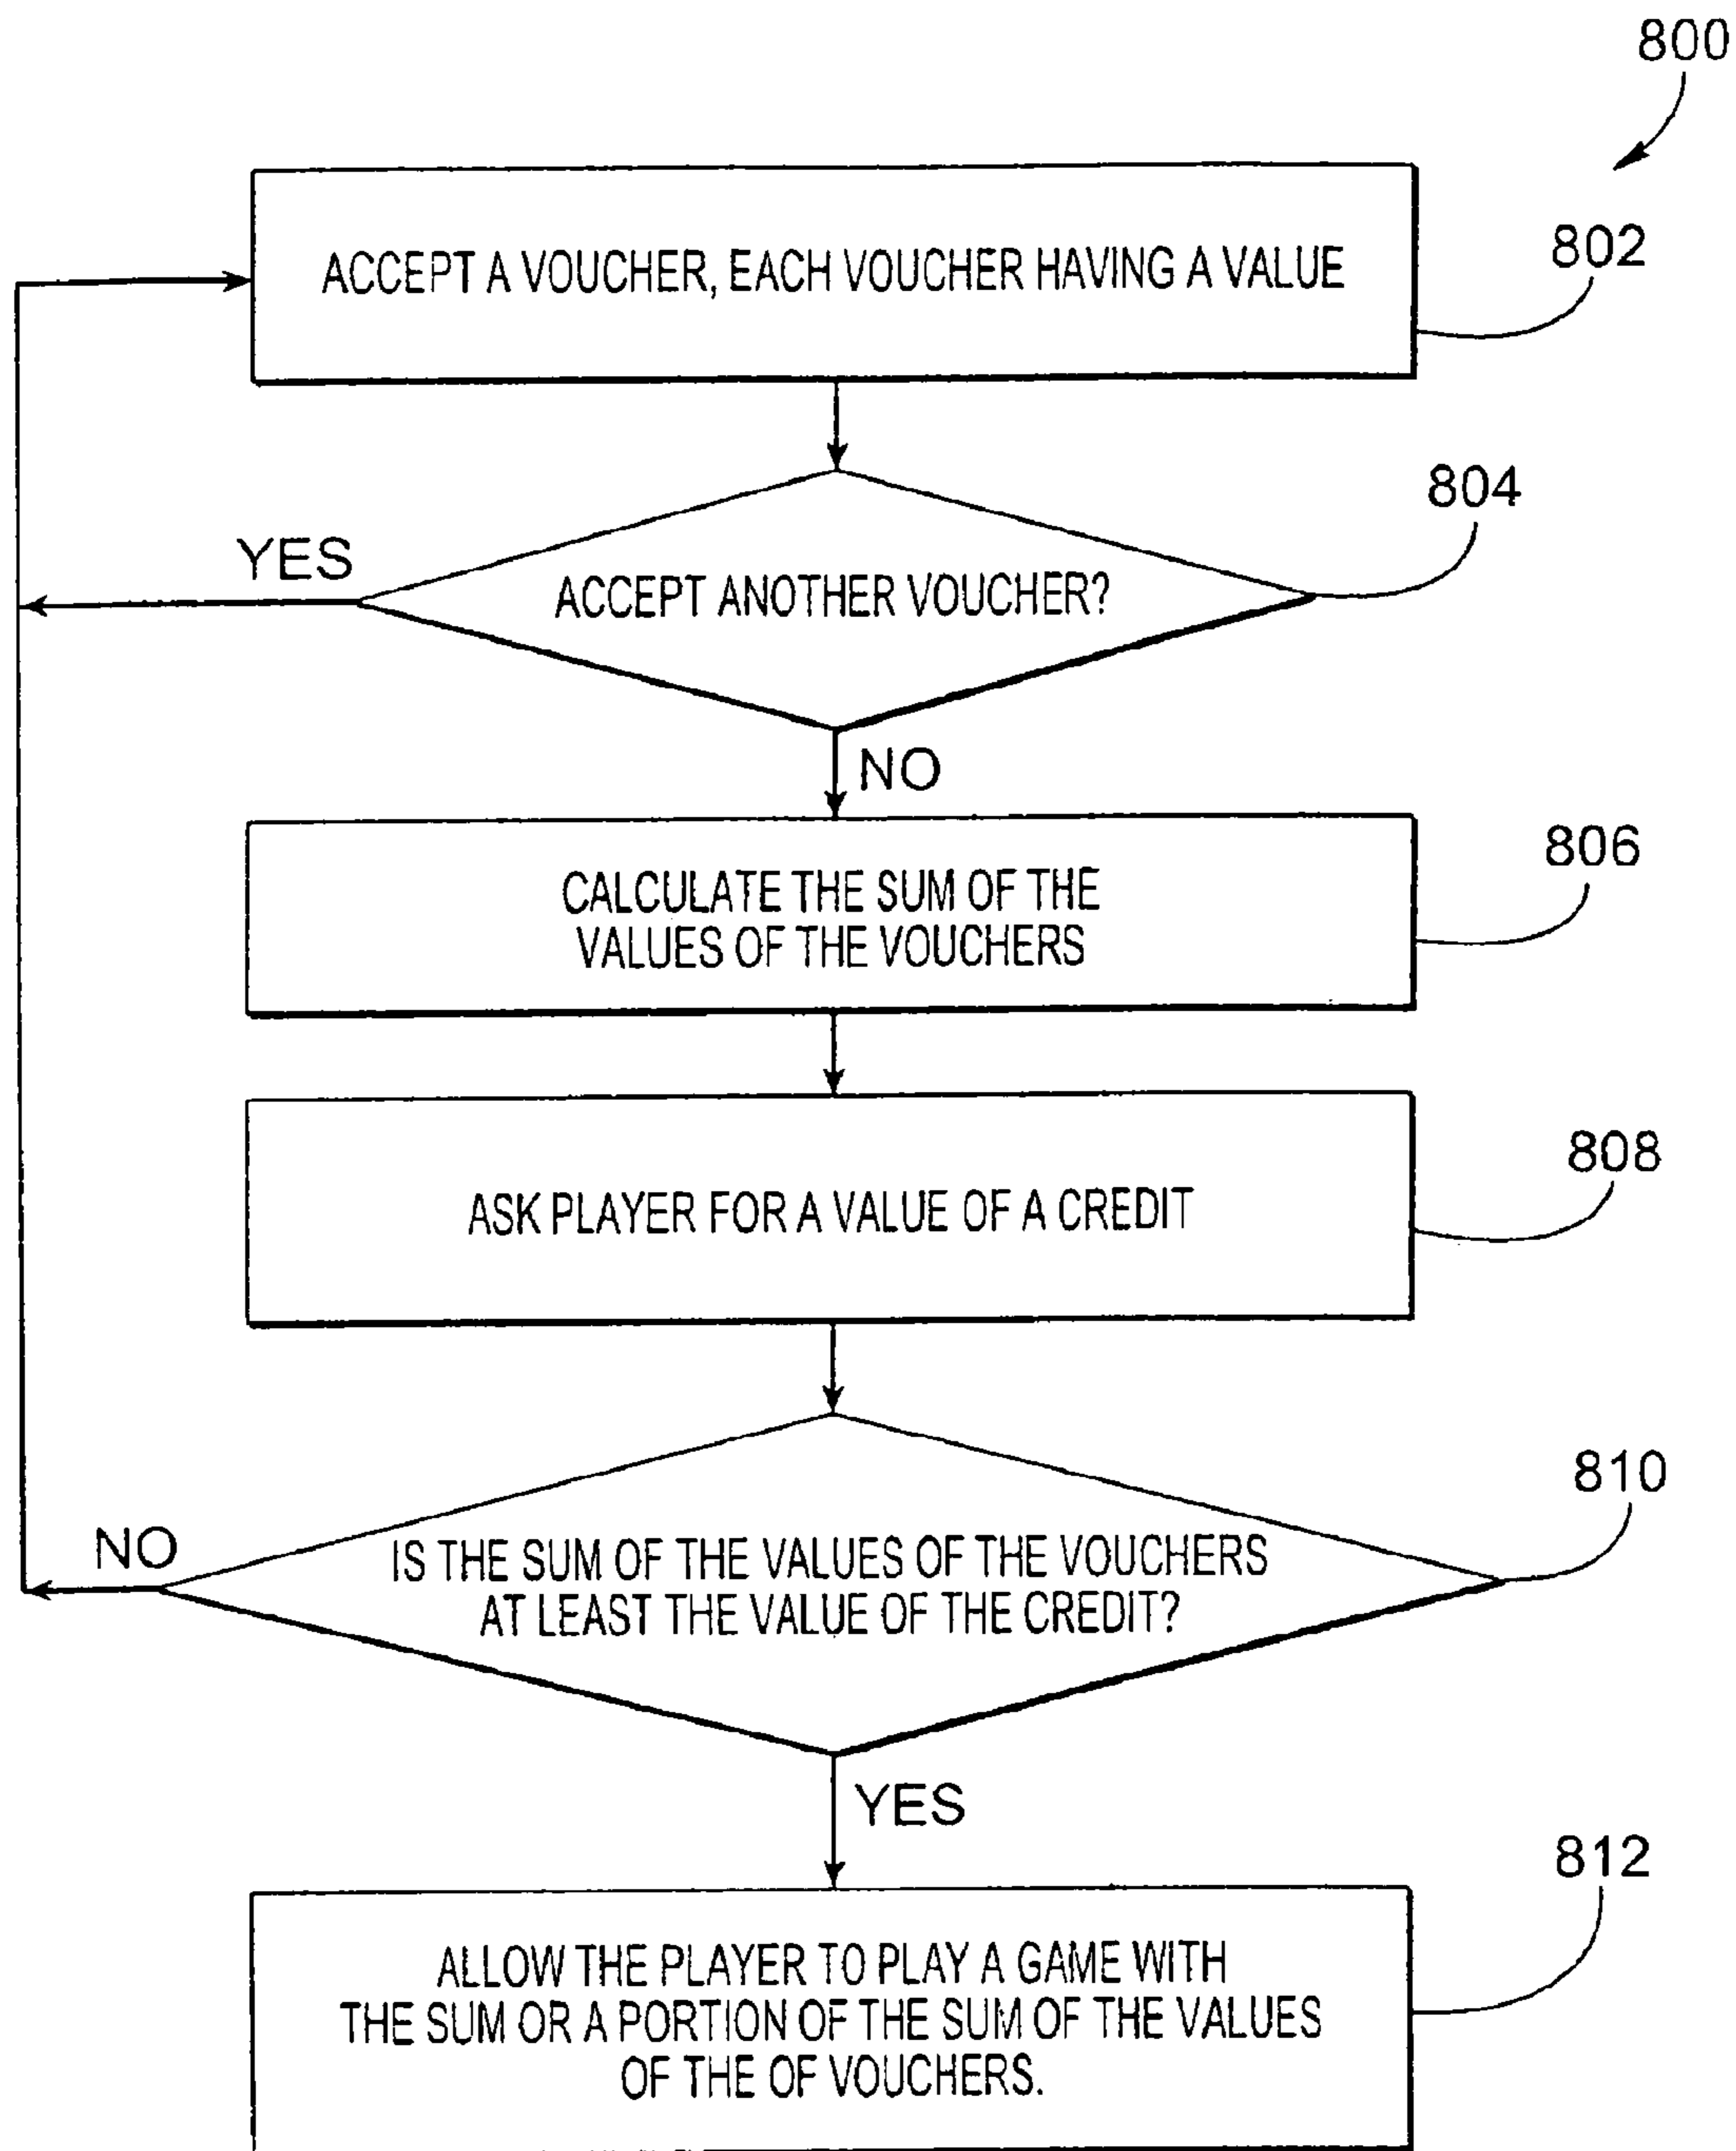 800
ACCEPT A VOUCHER, EACH VOUCHER HAVING A VALUE
802
804
YES
ACCEPT ANOTHER VOUCHER?
NO
806
CALCULATE THE SUM OF THE
VALUES OF THE VOUCHERS
808
ASK PLAYER FOR A VALUE OF A CREDIT
810
NO
IS THE SUM OF THE VALUES OF THE VOUCHERS
AT LEAST THE VALUE OF THE CREDIT?
YES
812
ALLOW THE PLAYER TO PLAY A GAME WITH
THE SUM OR A PORTION OF THE SUM OF THE VALUES
OF THE OF VOUCHERS.